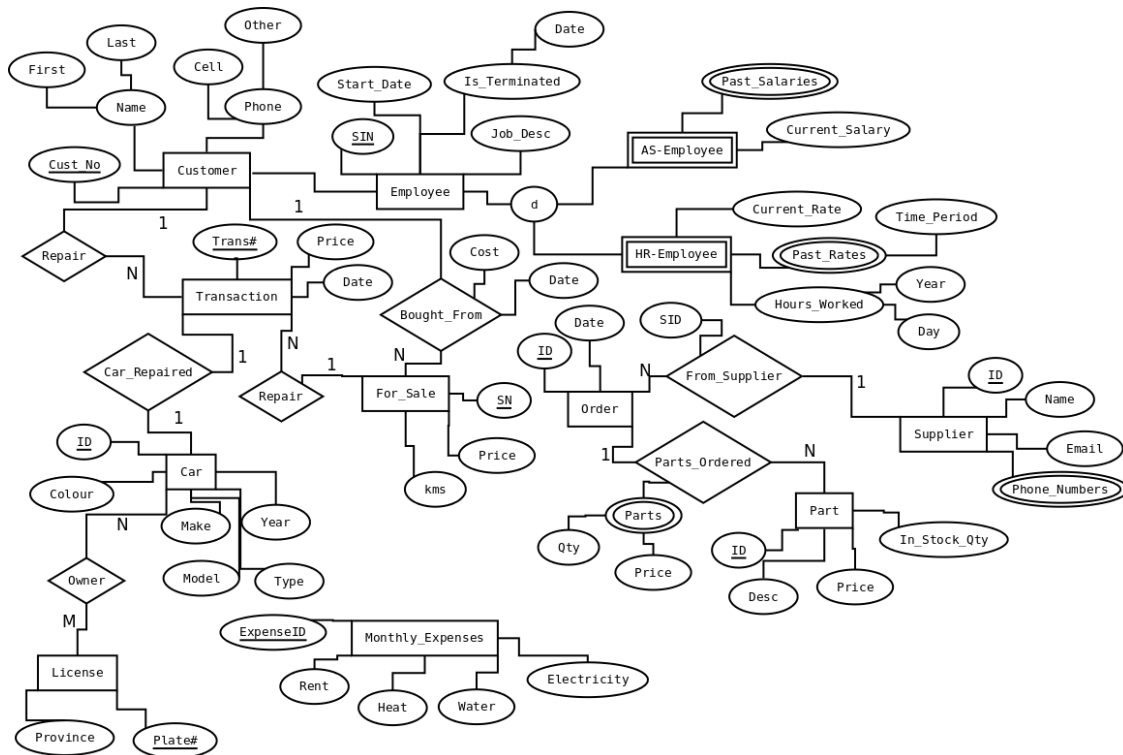 Other
Date
Last
First
Cell
Past_Salaries
Start_Date
Is_Terminated
Name
Phone
Current_Salary
SIN
Job_Desc
AS-Employee
Cust_No
Customer
Employee
d
1
1
Current_Rate
Time_Period
Trans#
Price
Repair
Cost
HR-Employee
Past_Rates
N
Date
Date
Year
Transaction
Hours_Worked
Bought_From
Date
SID
Day
N
ID
1
N
Car_Repaired
1
N
From_Supplier
1
ID
Repair
For_Sale
SN
Order
Name
1
Supplier
ID
Price
1
Parts_Ordered
N
Email
Car
Colour
kms
Phone_Numbers
N
Make
Year
Parts
Part
In_Stock_Qty
Qty
ID
Owner
Model
Type
Price
Price
Desc
M
ExpenseID
Monthly_Expenses
License
Rent
Electricity
Heat
Water
Province
Plate#